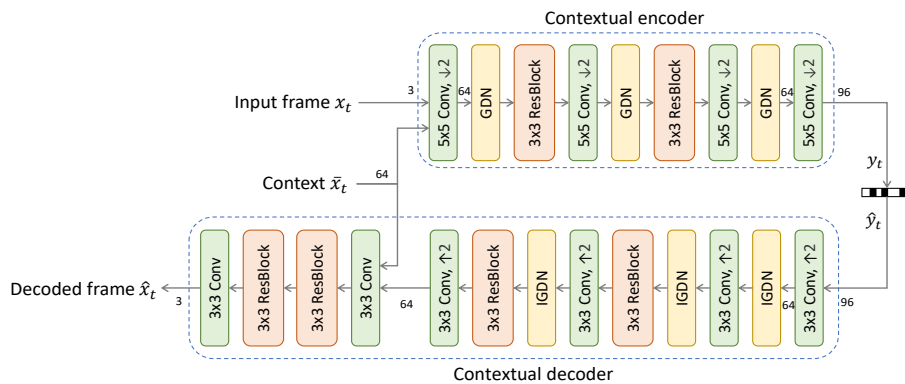 Contextual encoder
Input frame x_t
3
5x5 Conv, ↓2
64
GDN
3x3 ResBlock
5x5 Conv, ↓2
GDN
3x3 ResBlock
5x5 Conv, ↓2
GDN
64
5x5 Conv, ↓2
96
y_t
Context x̄_t
64
ŷ_t
Decoded frame x̂_t
3
3x3 Conv
3x3 ResBlock
3x3 ResBlock
3x3 Conv
64
3x3 Conv, ↑2
3x3 ResBlock
IGDN
3x3 Conv, ↑2
3x3 ResBlock
IGDN
3x3 Conv, ↑2
IGDN
64
3x3 Conv, ↑2
96
Contextual decoder